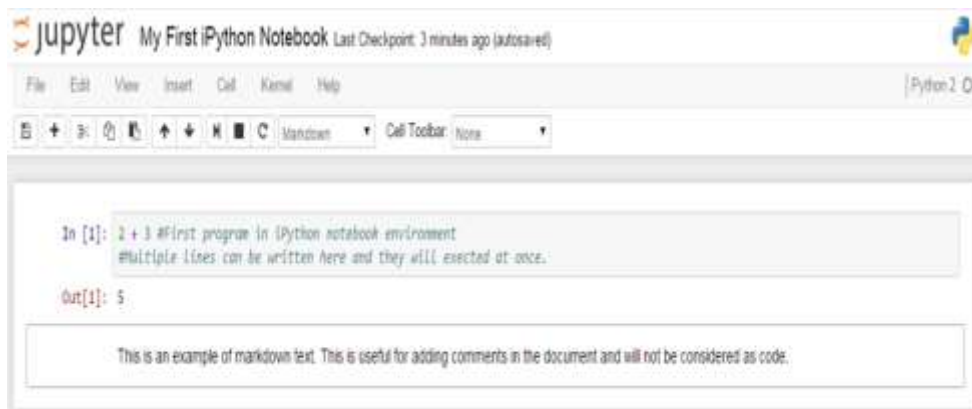 jupyter My First iPython Notebook Last Checkpoint: 3 minutes ago (autosaved)
File Edit View Insert Cell Kernel Help Python 2
Markdown Cell Toolbar: None
In [1]: 2 + 3 #First program in iPython notebook environment
#Multiple lines can be written here and they will exected at once.
Out[1]: 5
This is an example of markdown text. This is useful for adding comments in the document and will not be considered as code.